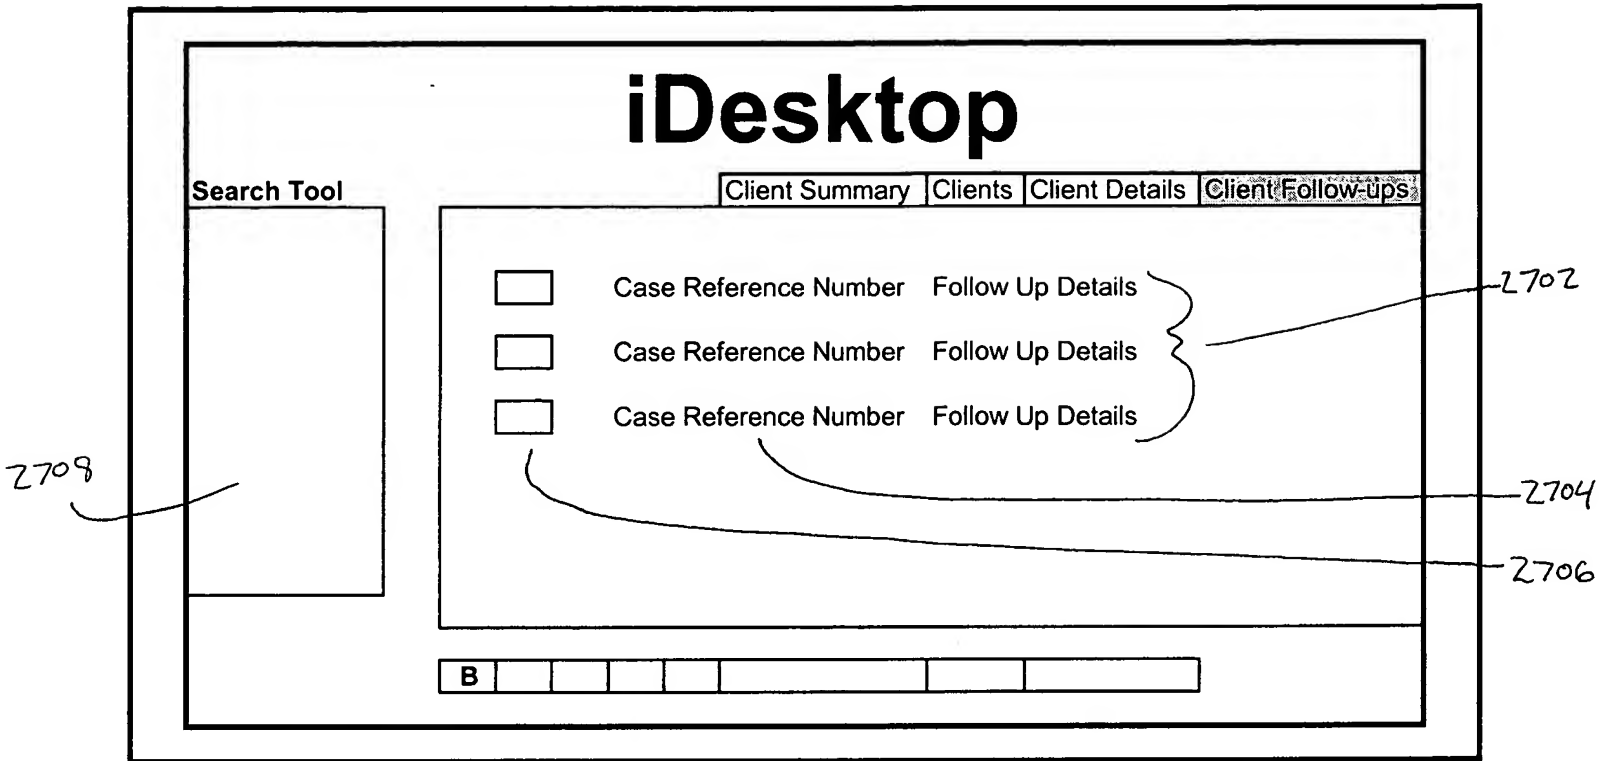 iDesktop
Search Tool
Client Summary Clients Client Details Client Follow-ups
Case Reference Number Follow Up Details
2702
Case Reference Number Follow Up Details
Case Reference Number Follow Up Details
2708
2704
2706
B